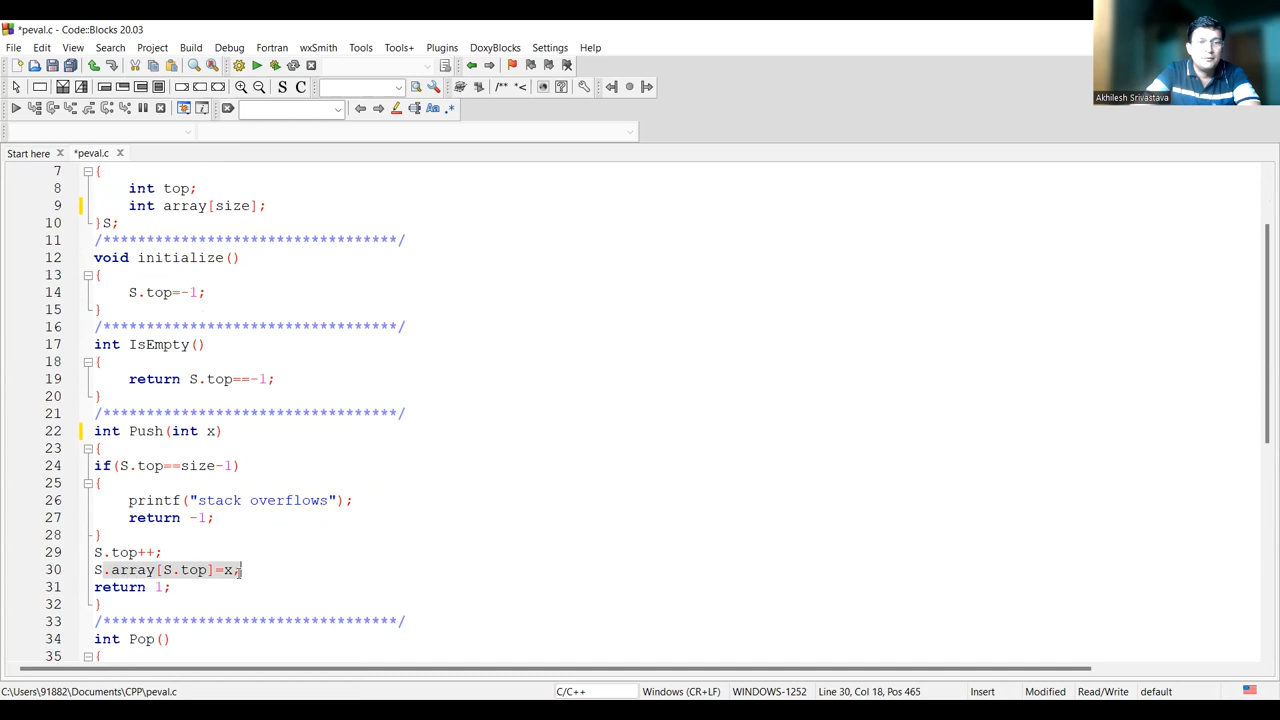 *peval.c - Code::Blocks 20.03
File Edit View Search Project Build Debug Fortran wxSmith Tools Tools+ Plugins DoxyBlocks Settings Help
S C /** *<
Aa .*
Akhilesh Srivastava
Start here *peval.c
7 {
8 int top;
9 int array[size];
10 }S;
11 /**********************************/
12 void initialize()
13 {
14 S.top=-1;
15 }
16 /**********************************/
17 int IsEmpty()
18 {
19 return S.top==-1;
20 }
21 /**********************************/
22 int Push(int x)
23 {
24 if(S.top==size-1)
25 {
26 printf("stack overflows");
27 return -1;
28 }
29 S.top++;
30 S.array[S.top]=x;
31 return 1;
32 }
33 /**********************************/
34 int Pop()
35 {
C:\Users\91882\Documents\CPP\peval.c C/C++ Windows (CR+LF) WINDOWS-1252 Line 30, Col 18, Pos 465 Insert Modified Read/Write default